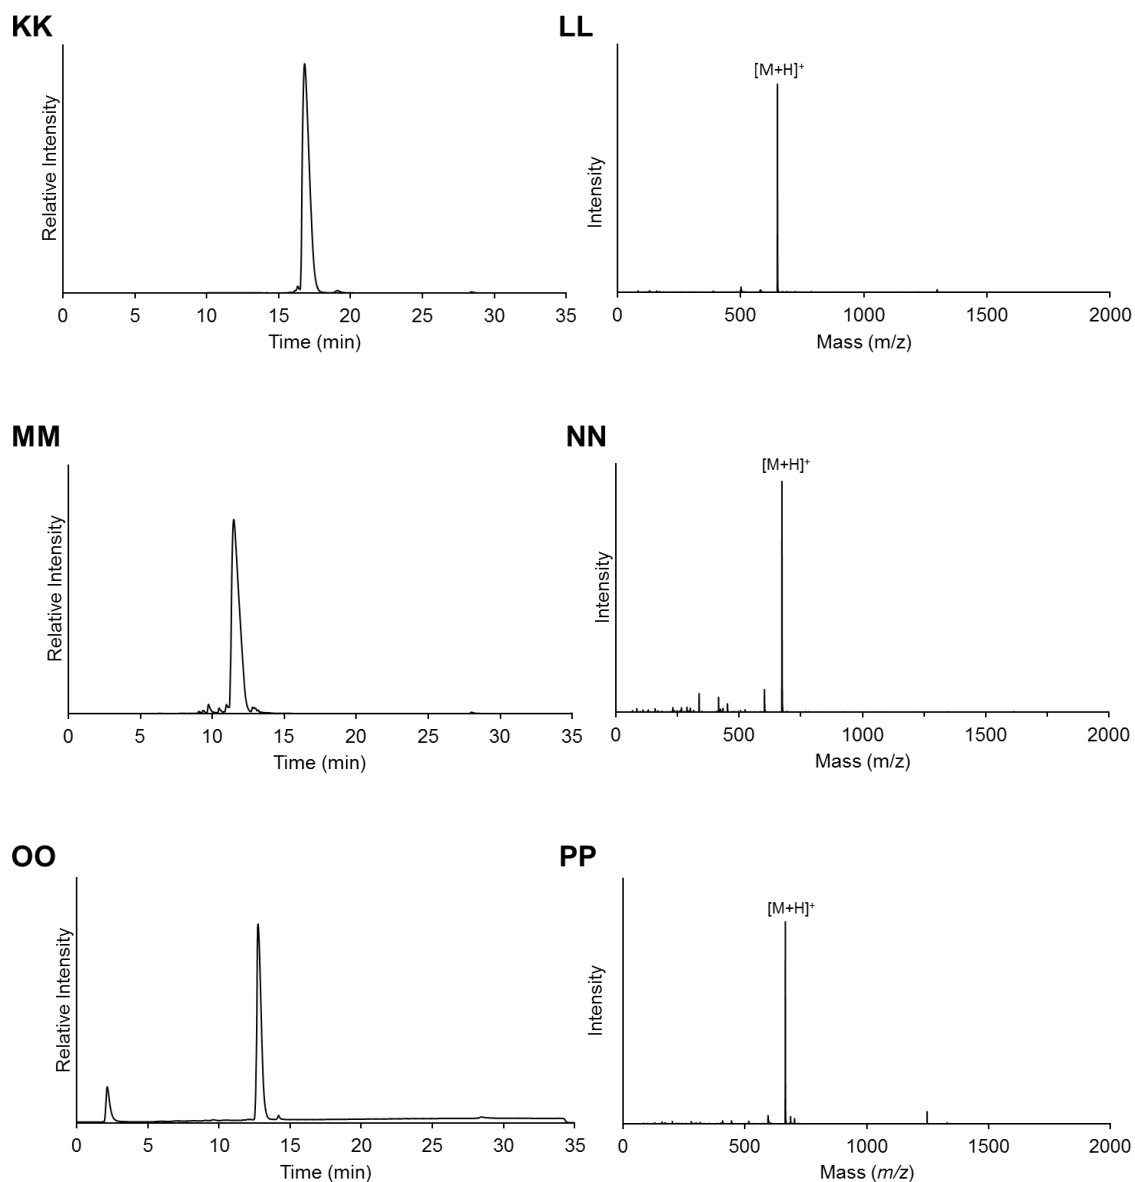 KK
Relative Intensity
0 5 10 15 20 25 30 35
Time (min)
LL
[M+H]+
Intensity
0 500 1000 1500 2000
Mass (m/z)
MM
Relative Intensity
0 5 10 15 20 25 30 35
Time (min)
NN
[M+H]+
Intensity
0 500 1000 1500 2000
Mass (m/z)
OO
Relative Intensity
0 5 10 15 20 25 30 35
Time (min)
PP
[M+H]+
Intensity
0 500 1000 1500 2000
Mass (m/z)